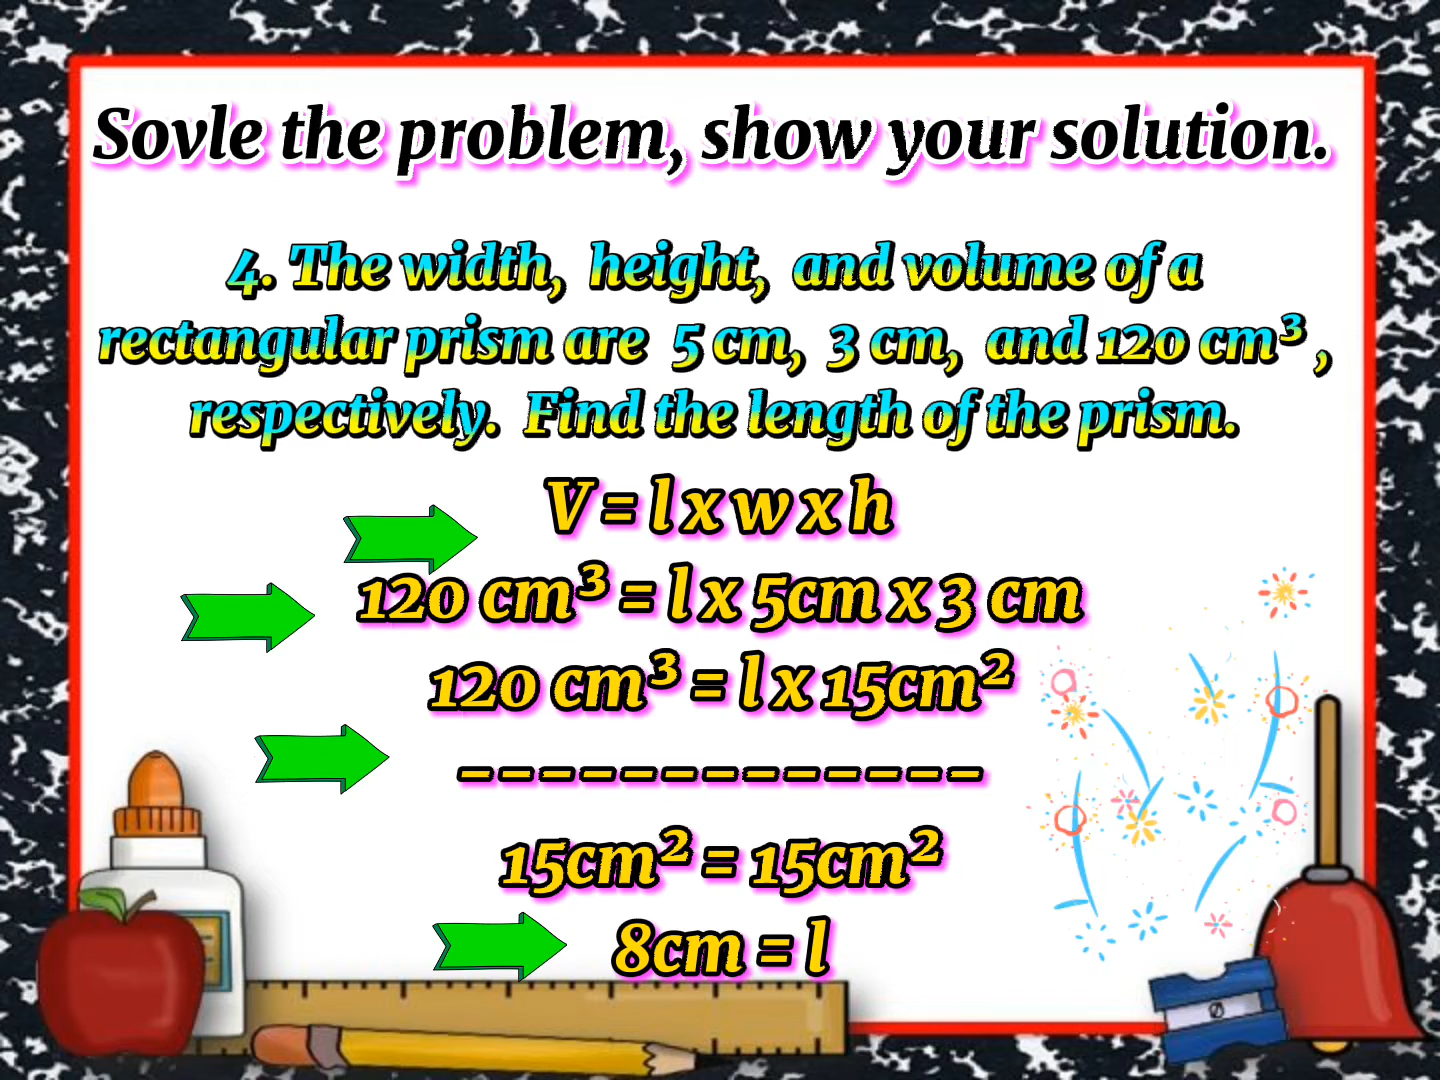 Sovle the problem, show your solution.
4. The width, height, and volume of a
rectangular prism are 5 cm, 3 cm, and 120 cm³ ,
respectively. Find the length of the prism.
V = l x w x h
120 cm³ = l x 5cm x 3 cm
120 cm³ = l x 15cm²
_ _ _ _ _ _ _ _ _ _ _ _ _
15cm² = 15cm²
8cm = l